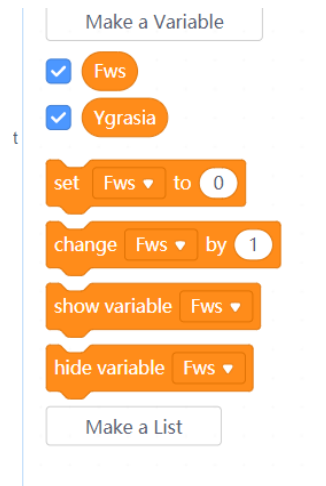 Make a Variable
Fws
Ygrasia
t
set Fws to 0
change Fws by 1
show variable Fws
hide variable Fws
Make a List